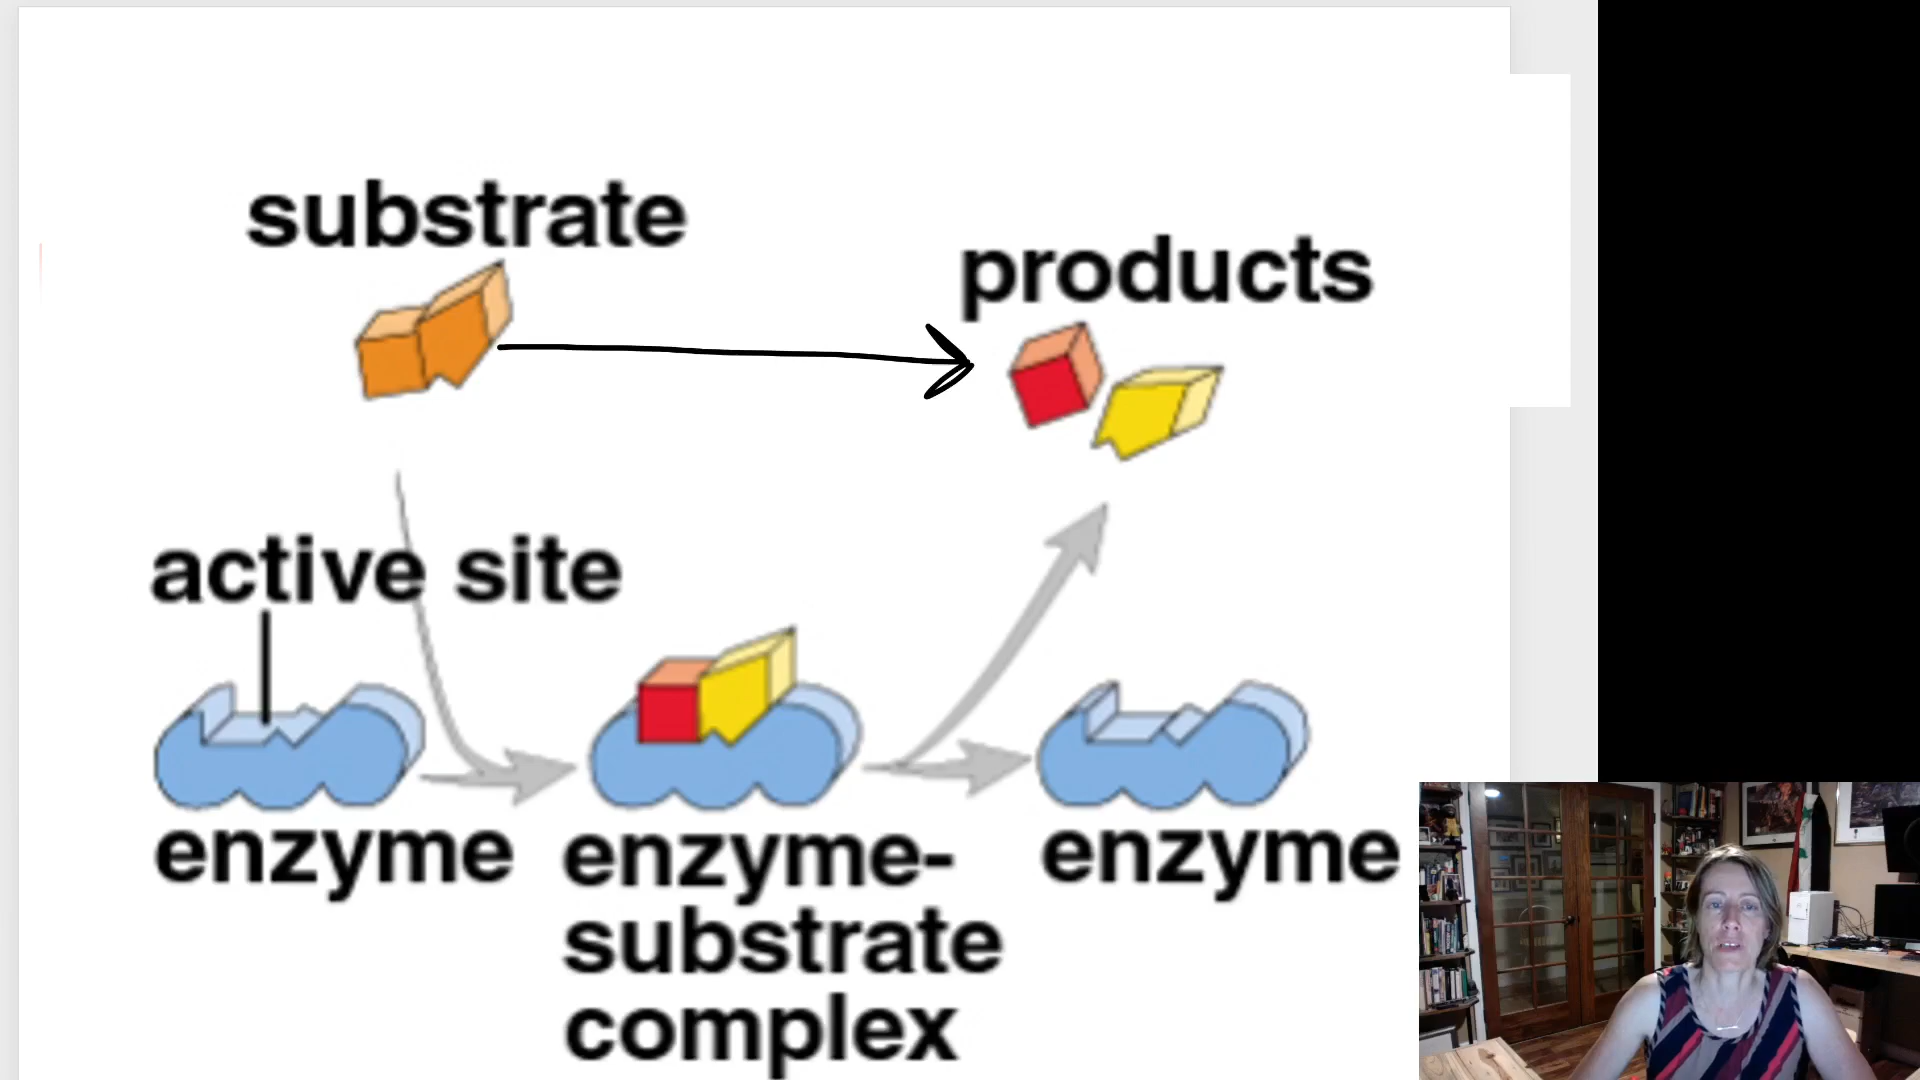 substrate
products
active site
enzyme
enzyme-
substrate
complex
enzyme